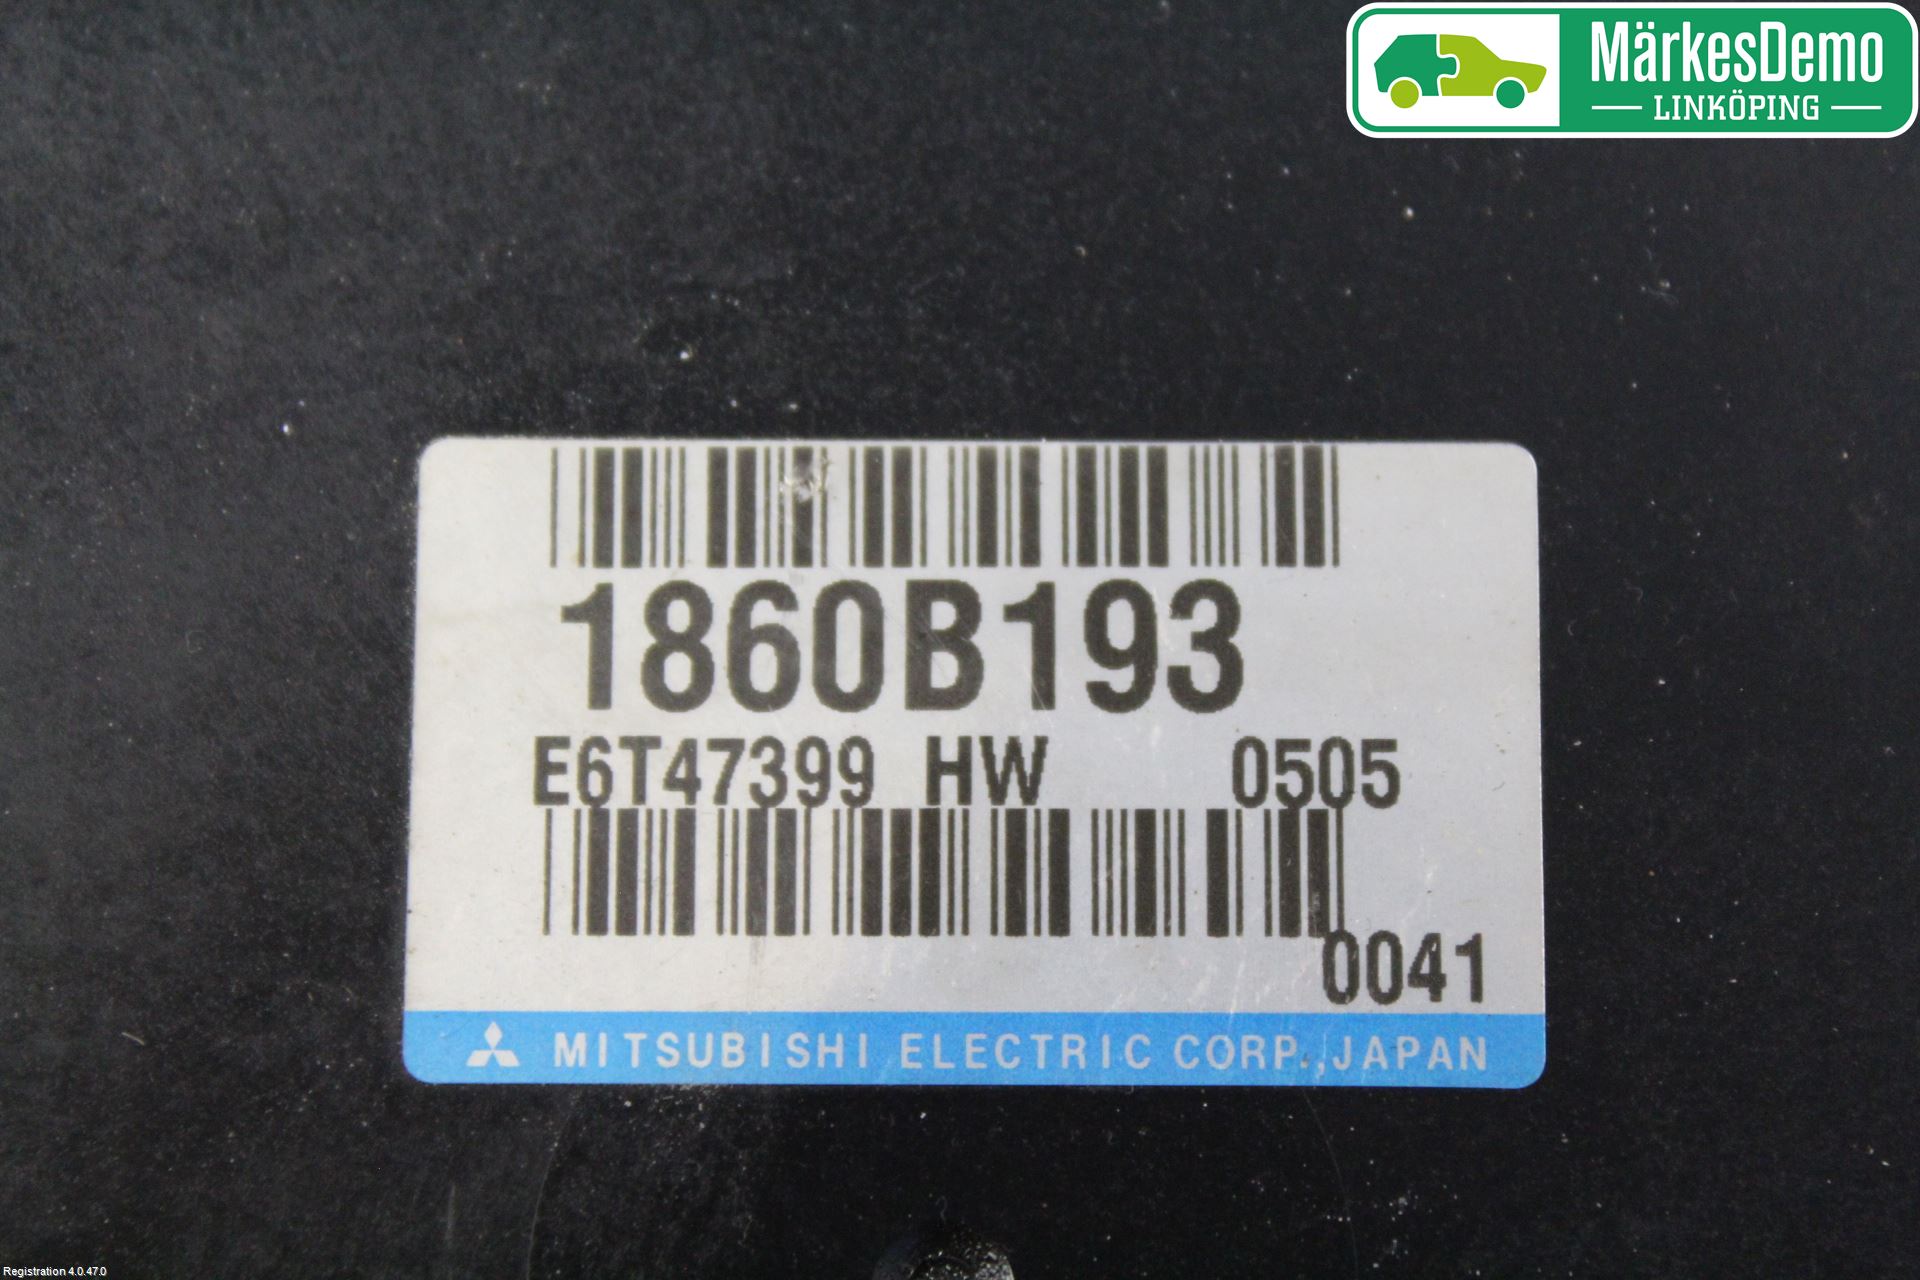 MärkesDemo
LINKÖPING
1860B193
E6T47399 HW 0505
0041
MITSUBISHI ELECTRIC CORP.,JAPAN
Registration 4.0.47.0